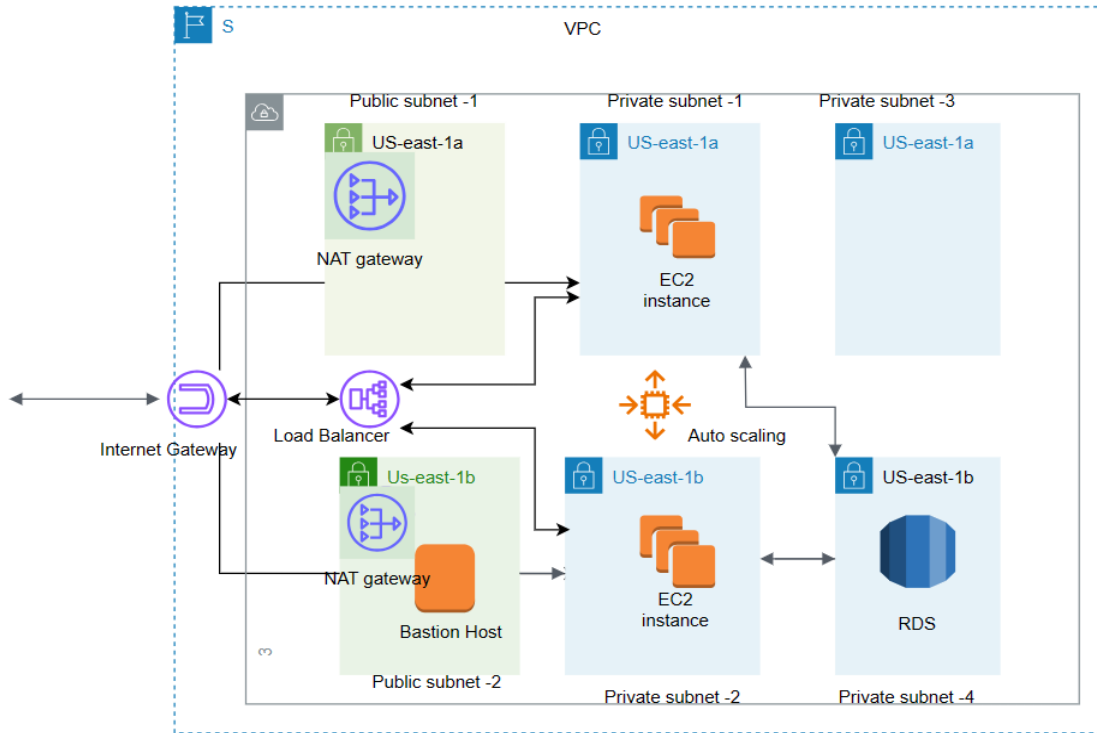 S
VPC
Public subnet -1
Private subnet -1
Private subnet -3
US-east-1a
US-east-1a
US-east-1a
NAT gateway
EC2
instance
Internet Gateway
Load Balancer
Auto scaling
Us-east-1b
US-east-1b
US-east-1b
NAT gateway
Bastion Host
EC2
instance
RDS
3
Public subnet -2
Private subnet -2
Private subnet -4